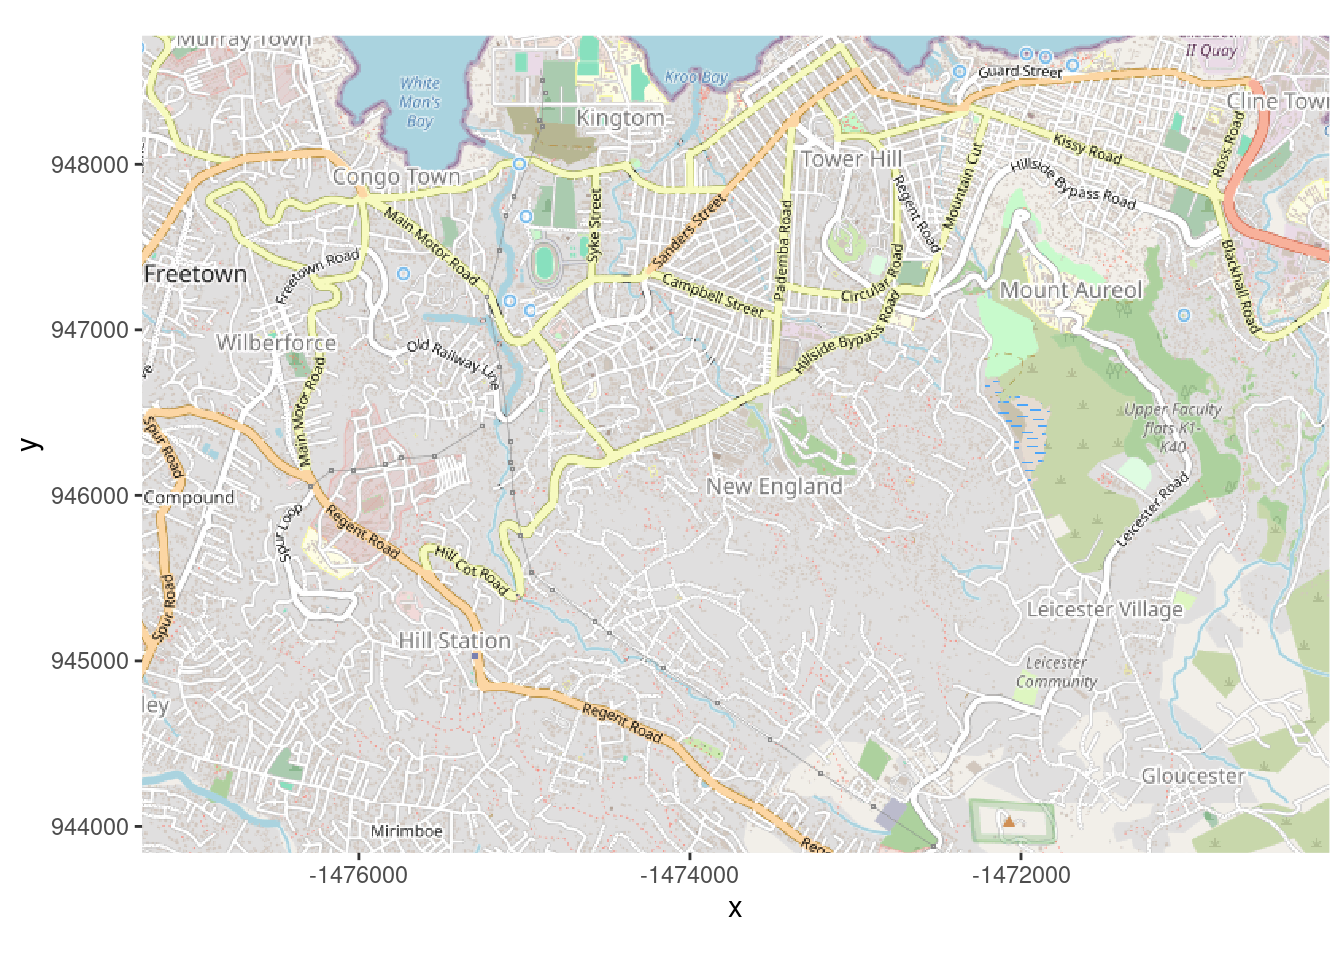 Murray Town
White
Man's
Bay
Kroo Bay
II Quay
Guard Street
Cline Town
Kingtom
Kissy Road
Ross Road
Tower Hill
Mountain Cut
Hillside Bypass Road
948000
Congo Town
Regent Road
Main Motor Road
Syke Street
Sanders Street
Pademba Road
Freetown Road
Freetown
Circular Road
Blackhall Road
Campbell Street
Mount Aureol
947000
Wilberforce
Old Railway Line
Hillside Bypass Road
Main Motor Road
Upper Faculty
flats K1-
K40
y
Spur Road
New England
946000
Compound
Leicester Road
Spur Loop
Regent Road
Hill Cot Road
Spur Road
Leicester Village
Hill Station
945000
Leicester
Community
ley
Regent Road
Gloucester
944000
Mirimboe
Reg
-1476000
-1474000
-1472000
x